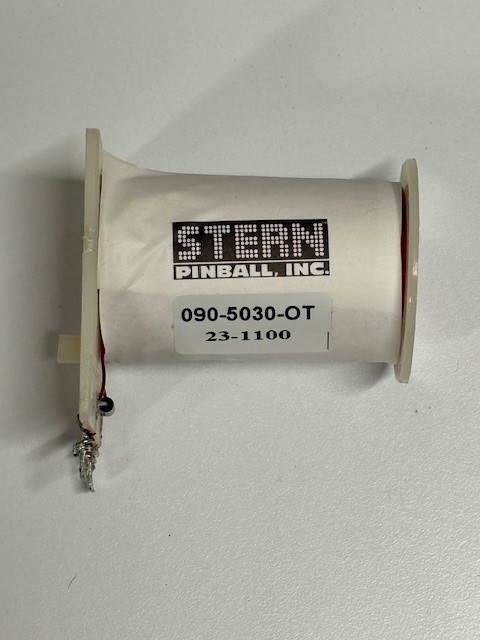 STERN
PINBALL, INC.
090-5030-OT
23-1100